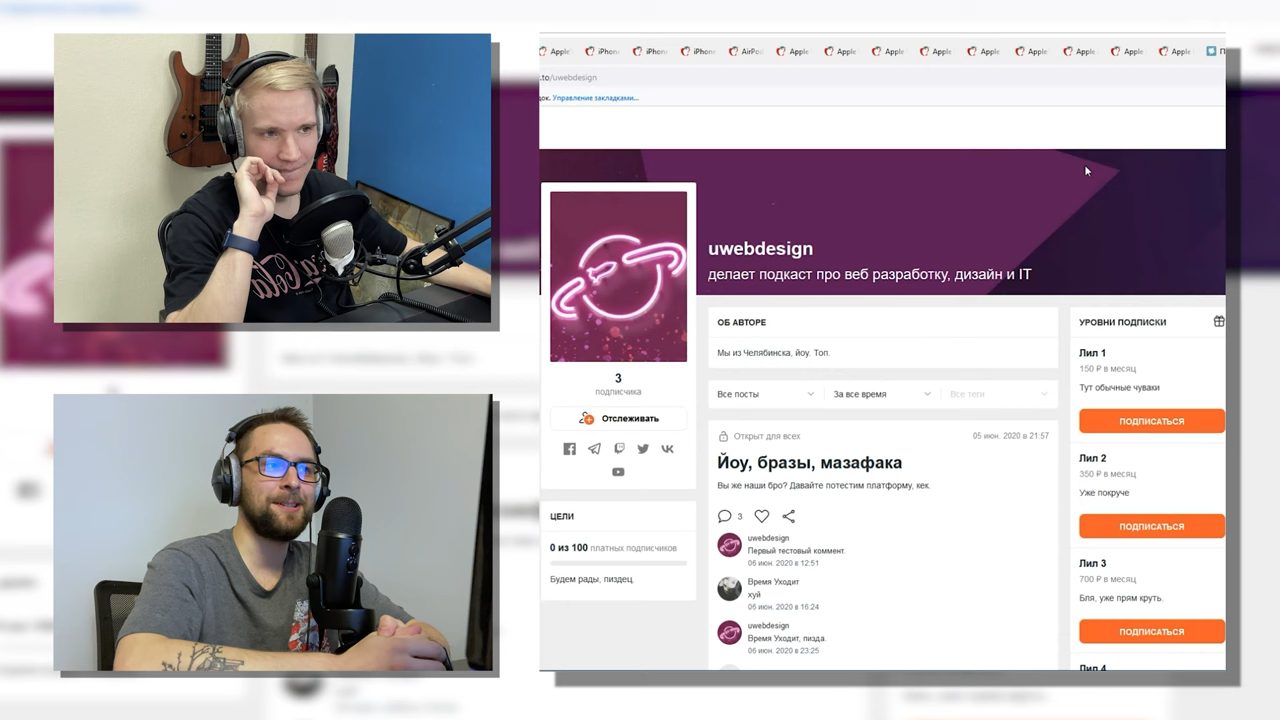 Apple
iPhon
iPhon
iPhon
AirPo
Apple
Apple
Apple
Apple
Apple
Apple
Apple
Apple
Apple
П
.to/uwebdesign
док. Управление закладками...
uwebdesign
делает подкаст про веб разработку, дизайн и IT
3
подписчика
Отслеживать
ЦЕЛИ
0 из 100 платных подписчиков
Будем рады, пиздец.
ОБ АВТОРЕ
Мы из Челябинска, йоу. Топ.
Все посты
За все время
Все теги
Открыт для всех
05 июн. 2020 в 21:57
Йоу, бразы, мазафака
Вы же наши бро? Давайте потестим платформу, кек.
3
uwebdesign
Первый тестовый коммент.
06 июн. 2020 в 12:51
Время Уходит
хуй
06 июн. 2020 в 16:24
uwebdesign
Время Уходит, пизда.
06 июн. 2020 в 23:25
УРОВНИ ПОДПИСКИ
Лил 1
150 ₽ в месяц
Тут обычные чуваки
ПОДПИСАТЬСЯ
Лил 2
350 ₽ в месяц
Уже покруче
ПОДПИСАТЬСЯ
Лил 3
700 ₽ в месяц
Бля, уже прям круть.
ПОДПИСАТЬСЯ
Лил 4